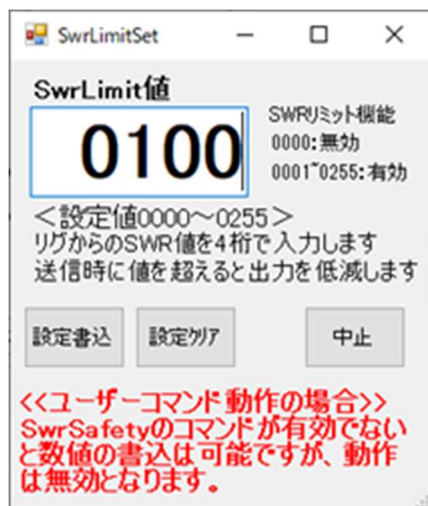 SwrLimitSet
SwrLimit値
0100
SWRリミット機能
0000:無効
0001~0255:有効
＜設定値0000～0255＞
リグからのSWR値を4桁で入力します
送信時に値を超えると出力を低減します
設定書込
設定クリア
中止
<<ユーザーコマンド動作の場合>>
SwrSafetyのコマンドが有効でない
と数値の書込は可能ですが、動作
は無効となります。